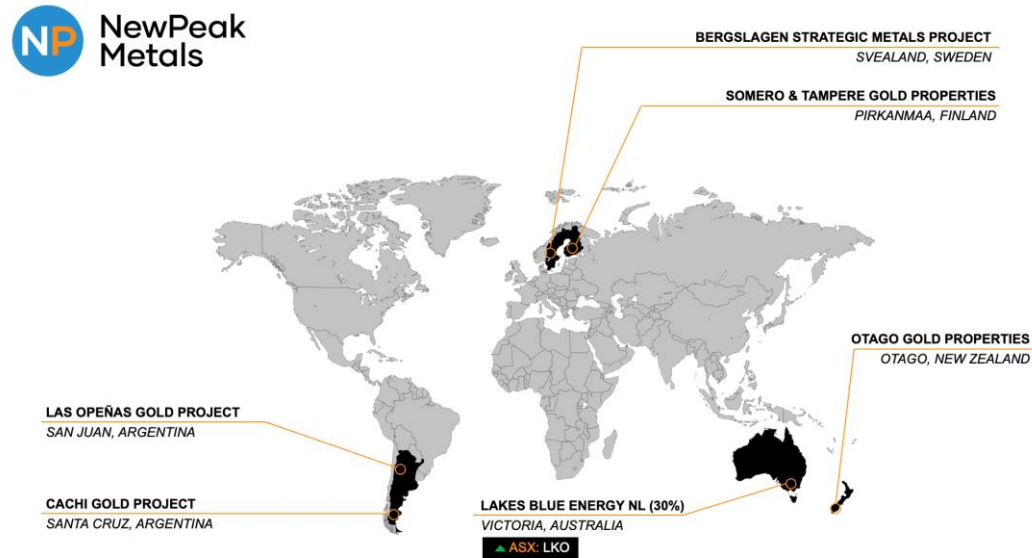 NP NewPeak
Metals
BERGSLAGEN STRATEGIC METALS PROJECT
SVEALAND, SWEDEN
SOMERO & TAMPERE GOLD PROPERTIES
PIRKANMAA, FINLAND
OTAGO GOLD PROPERTIES
OTAGO, NEW ZEALAND
LAS OPEÑAS GOLD PROJECT
SAN JUAN, ARGENTINA
CACHI GOLD PROJECT
SANTA CRUZ, ARGENTINA
LAKES BLUE ENERGY NL (30%)
VICTORIA, AUSTRALIA
ASX: LKO